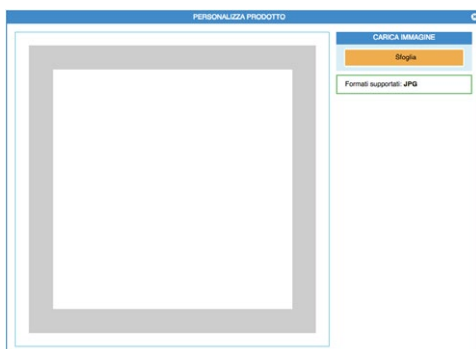 PERSONALIZZA PRODOTTO
CARICA IMMAGINE
Sfoglia
Formati supportati: JPG